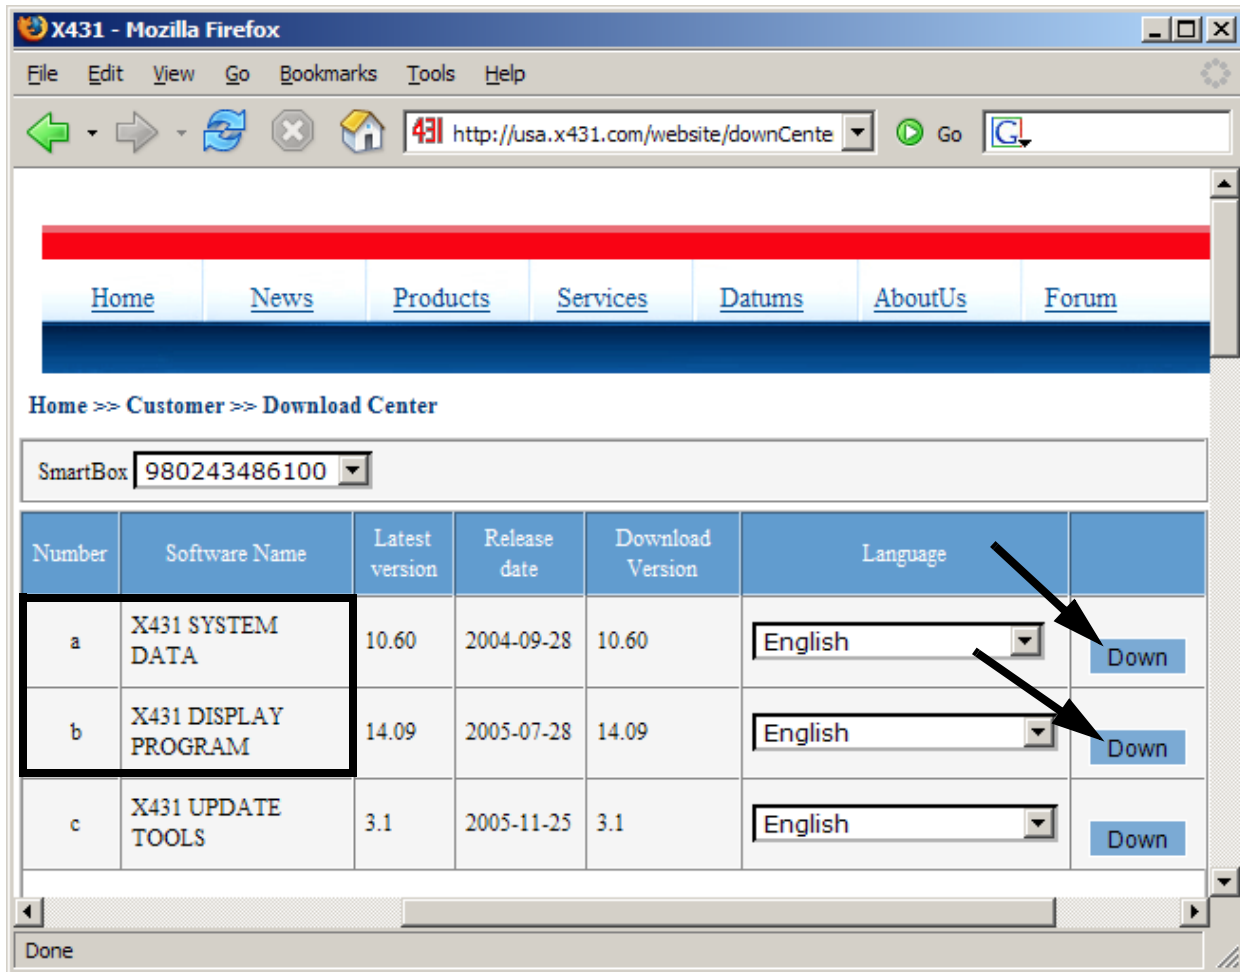 X431 - Mozilla Firefox
File Edit View Go Bookmarks Tools Help
431 http://usa.x431.com/website/downCente Go G
Home News Products Services Datums AboutUs Forum
Home >> Customer >> Download Center
SmartBox 980243486100
Number Software Name Latest version Release date Download Version Language
a X431 SYSTEM DATA 10.60 2004-09-28 10.60 English Down
b X431 DISPLAY PROGRAM 14.09 2005-07-28 14.09 English Down
c X431 UPDATE TOOLS 3.1 2005-11-25 3.1 English Down
Done